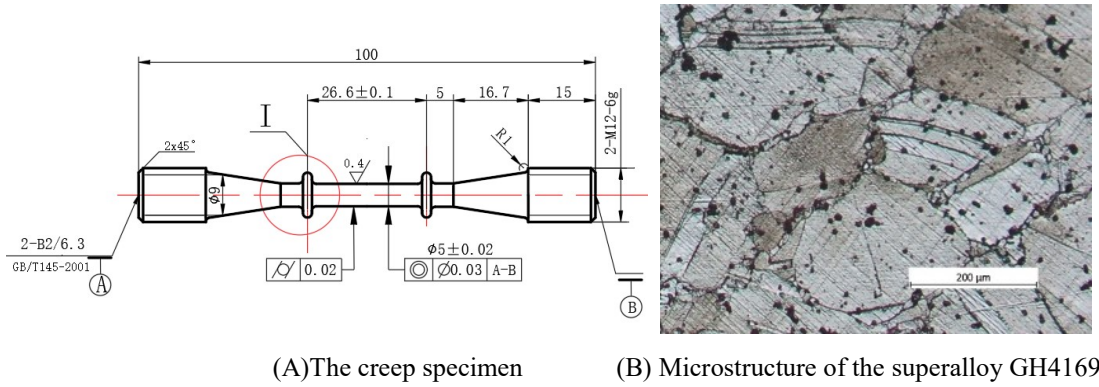 100
26.6±0.1
5
16.7
15
I
2x45°
R1
2-M12-6g
0.4
φ9
2-B2/6.3
GB/T145-2001
A
φ5±0.02
0.02
Ø0.03 A-B
B
200 μm
(A)The creep specimen
(B) Microstructure of the superalloy GH4169